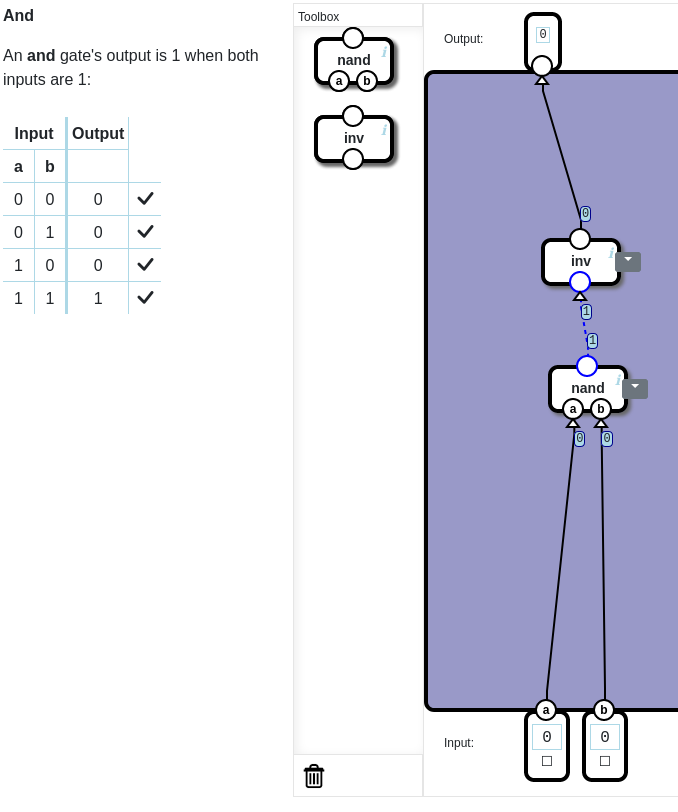 And
An and gate's output is 1 when both
inputs are 1:
Input Output
a b
0 0 0
0 1 0
1 0 0
1 1 1
Toolbox
nand i
a b
inv i
Output: 0
0
inv i
1
1
nand i
a b
0 0
a b
Input: 0 0